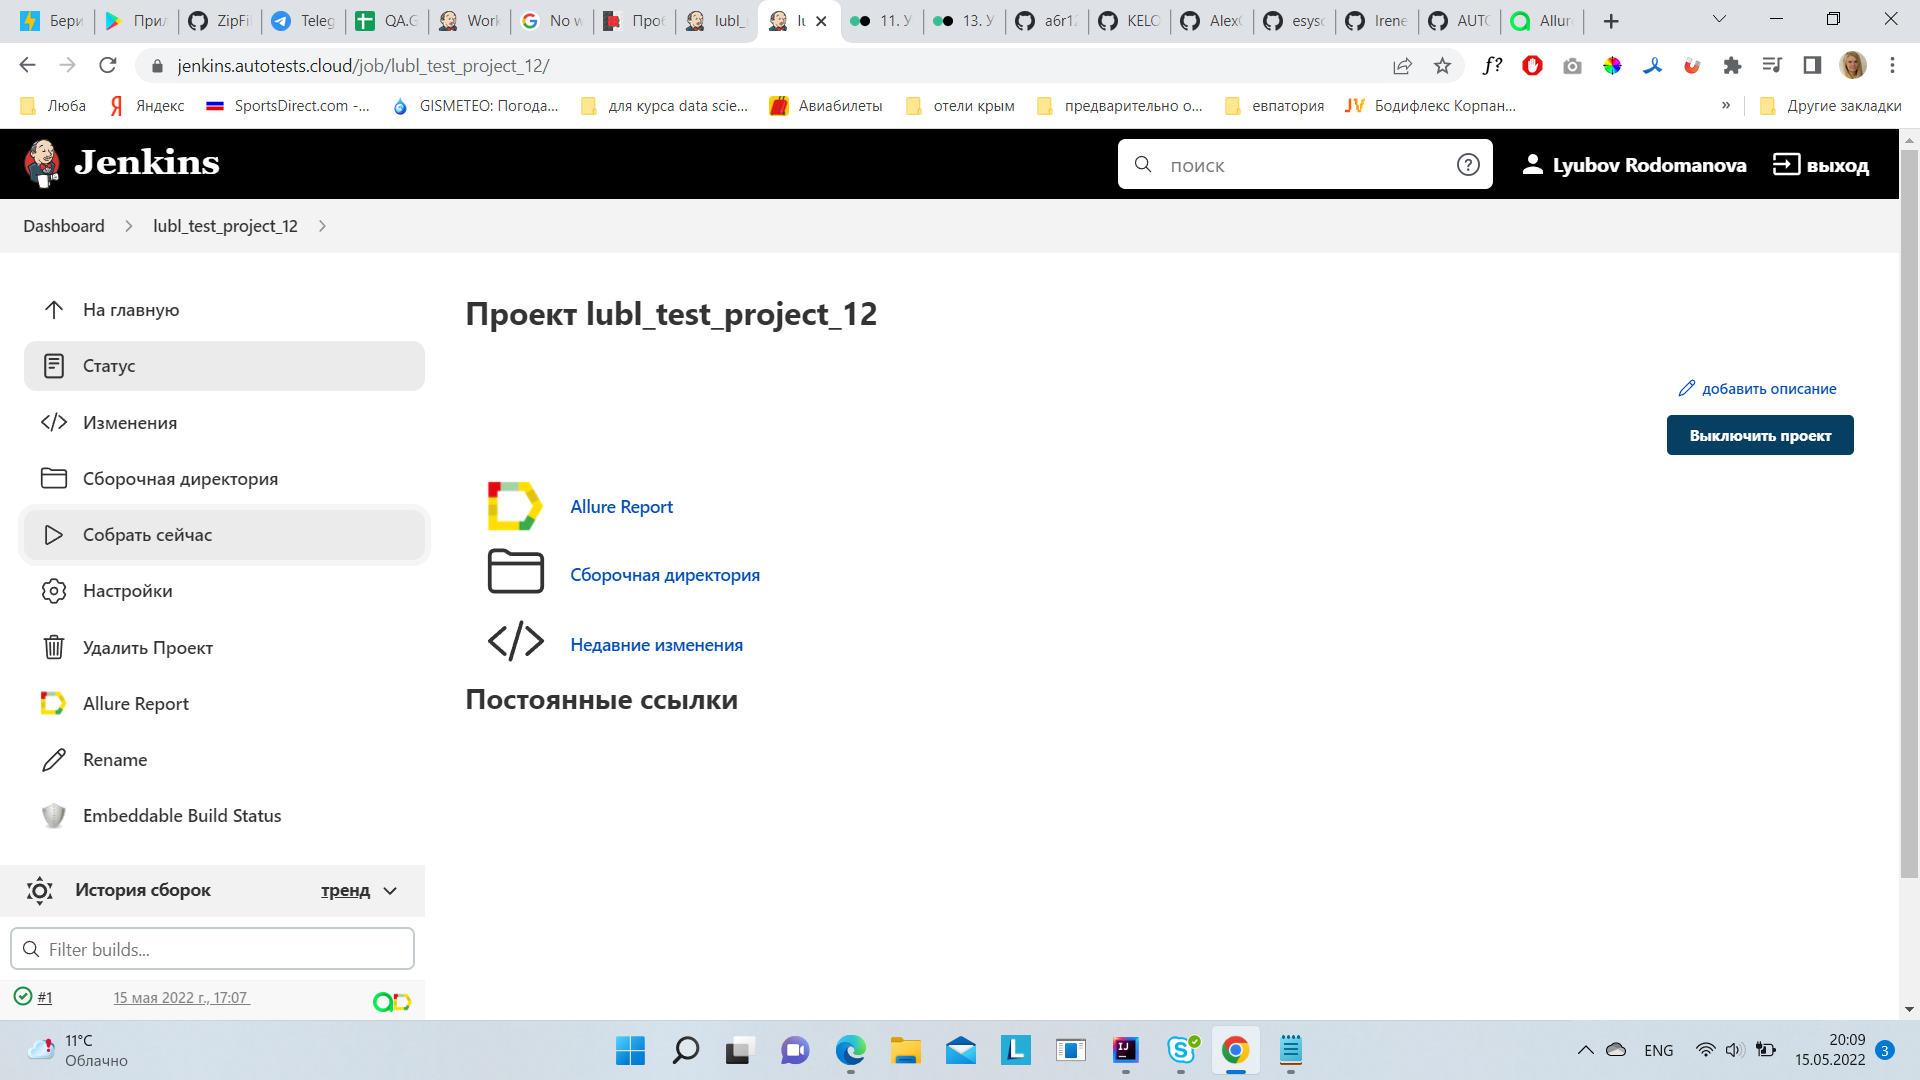 Бери
При
ZipFi
Teleg
QA.G
Work
No w
Про
lubl_
lu
11. У
13. У
a6r12
KELO
Alex
esyso
Irene
AUTO
Allur
jenkins.autotests.cloud/job/lubl_test_project_12/
Люба
Яндекс
SportsDirect.com -...
GISMETEO: Погода...
для курса data scie...
Авиабилеты
отели крым
предварительно о...
евпатория
JV Бодифлекс Корпан...
»
Другие закладки
Jenkins
поиск
Lyubov Rodomanova
выход
Dashboard
lubl_test_project_12
На главную
Статус
Изменения
Сборочная директория
Собрать сейчас
Настройки
Удалить Проект
Allure Report
Rename
Embeddable Build Status
История сборок
тренд
Filter builds...
#1
15 мая 2022 г., 17:07
Проект lubl_test_project_12
добавить описание
Выключить проект
Allure Report
Сборочная директория
Недавние изменения
Постоянные ссылки
11°C
Облачно
ENG
20:09
15.05.2022
3